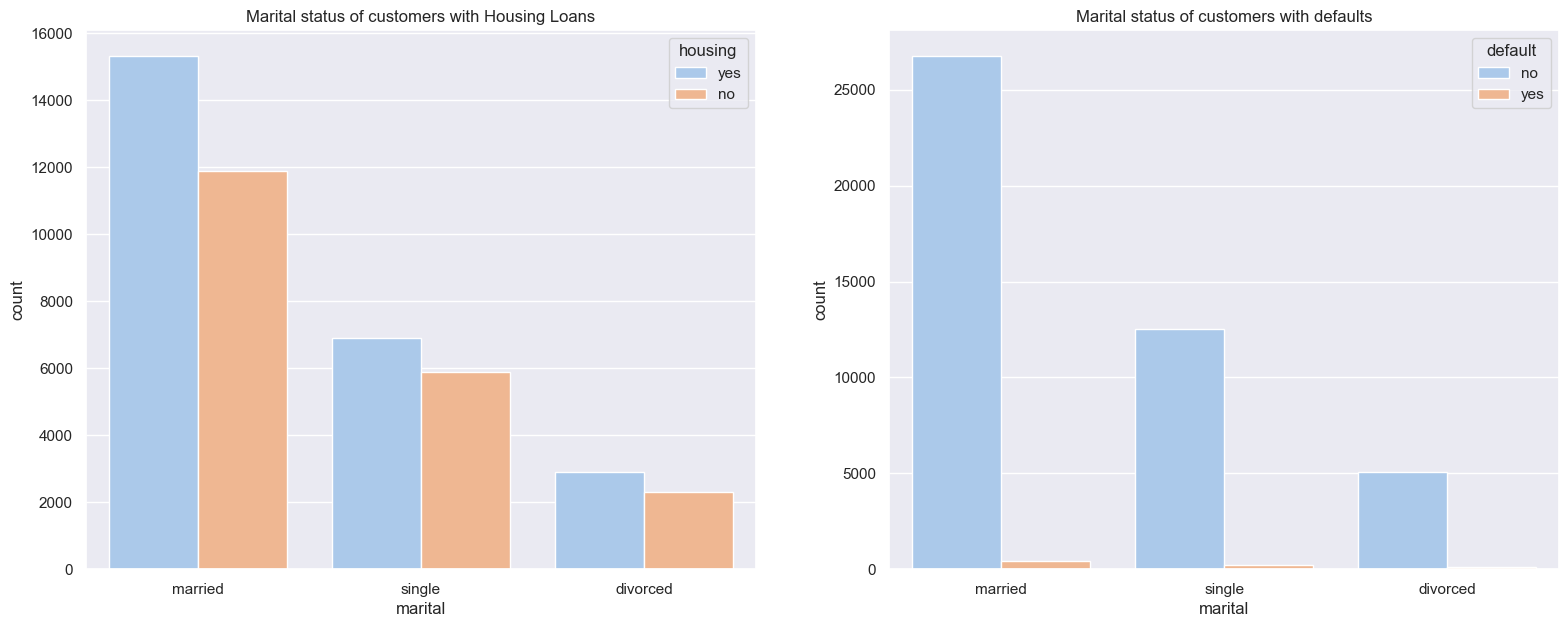 Marital status of customers with Housing Loans
housing
yes
no
16000
14000
12000
10000
8000
6000
4000
2000
0
count
married
single
divorced
marital
Marital status of customers with defaults
default
no
yes
25000
20000
15000
10000
5000
0
count
married
single
divorced
marital